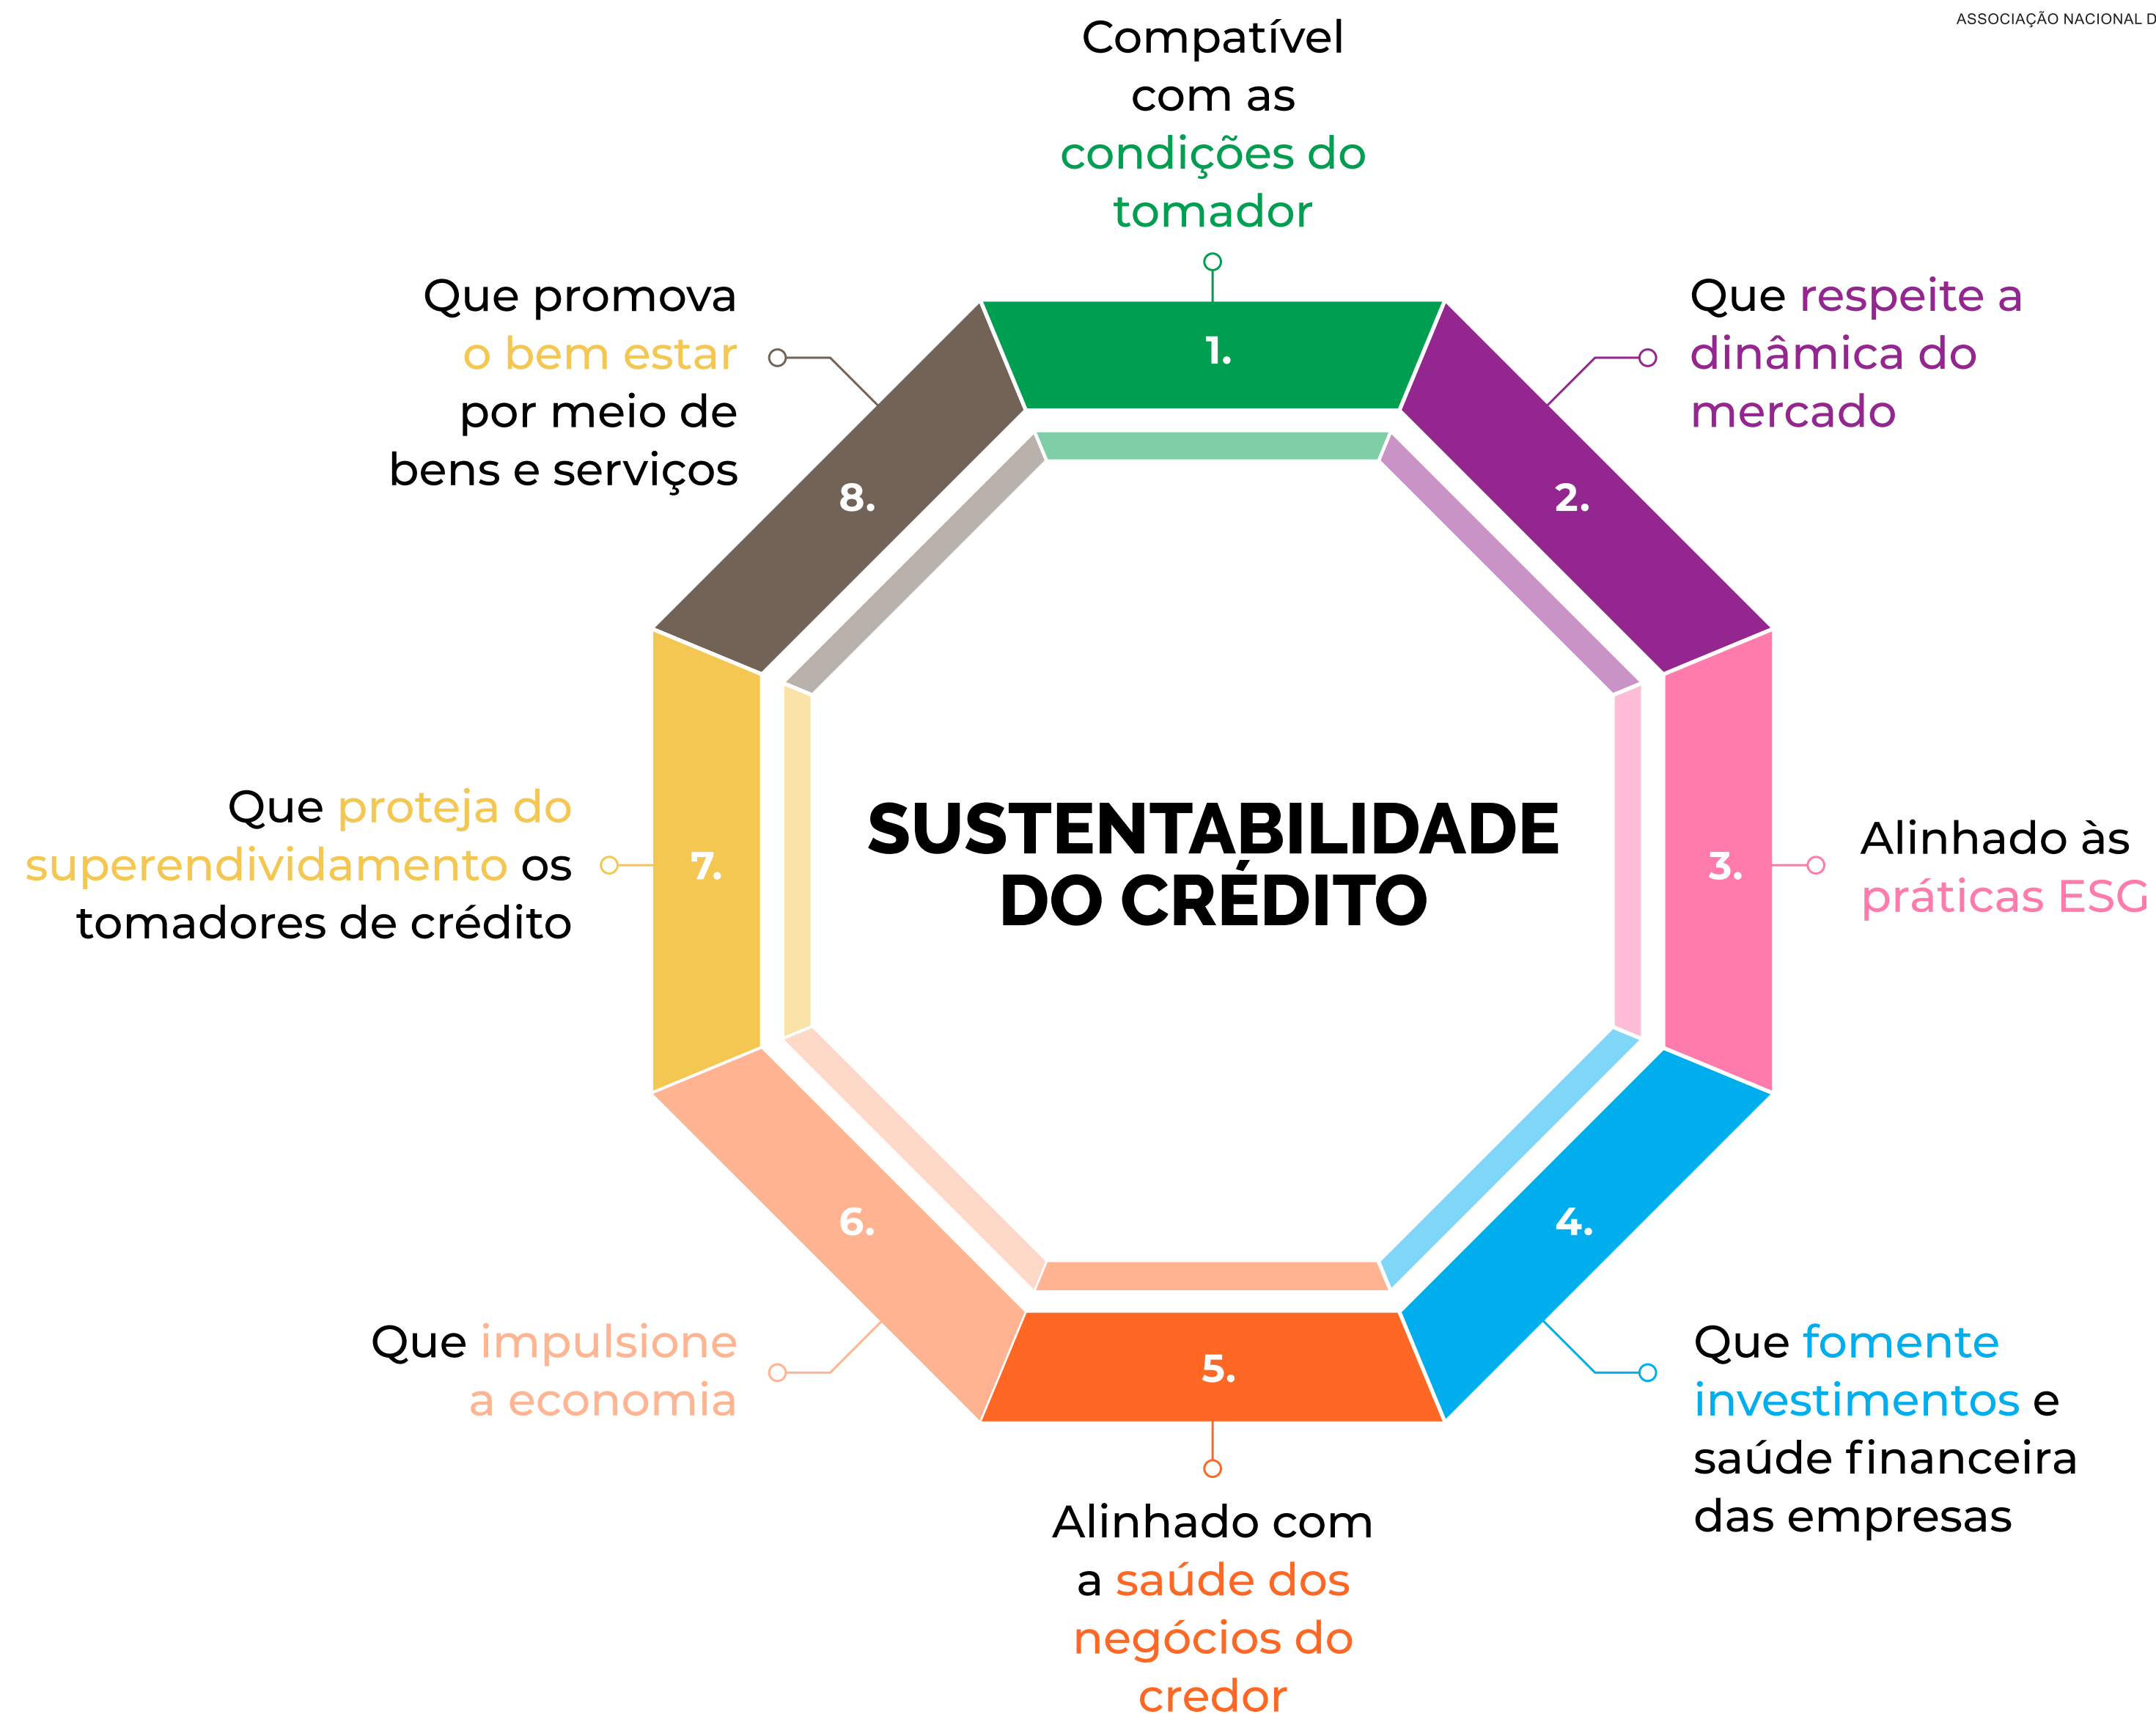 ASSOCIAÇÃO NACIONAL D
Compatível
com as
condições do
tomador
1.
Que respeite a
dinâmica do
mercado
2.
Alinhado às
práticas ESG
3.
Que fomente
investimentos e
saúde financeira
das empresas
4.
Alinhado com
a saúde dos
negócios do
credor
5.
Que impulsione
a economia
6.
Que proteja do
superendividamento os
tomadores de crédito
7.
Que promova
o bem estar
por meio de
bens e serviços
8.
SUSTENTABILIDADE
DO CRÉDITO